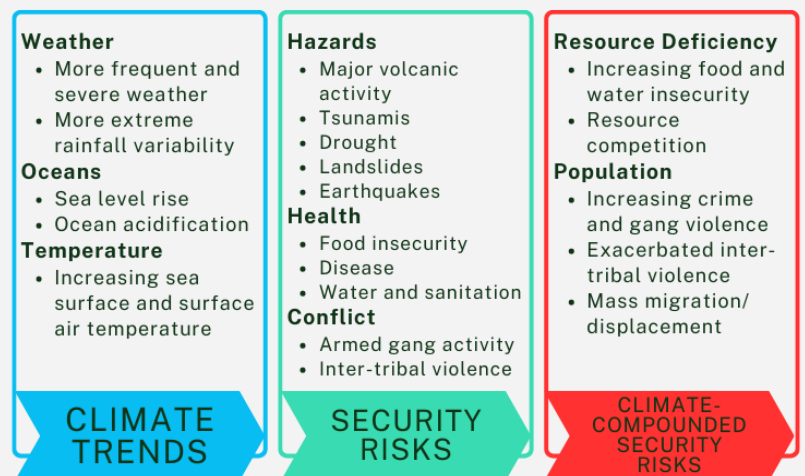 Weather
• More frequent and
severe weather
• More extreme
rainfall variability
Oceans
• Sea level rise
• Ocean acidification
Temperature
• Increasing sea
surface and surface
air temperature
CLIMATE
TRENDS
Hazards
• Major volcanic
activity
• Tsunamis
• Drought
• Landslides
• Earthquakes
Health
• Food insecurity
• Disease
• Water and sanitation
Conflict
• Armed gang activity
• Inter-tribal violence
SECURITY
RISKS
Resource Deficiency
• Increasing food and
water insecurity
• Resource
competition
Population
• Increasing crime
and gang violence
• Exacerbated inter-
tribal violence
• Mass migration/
displacement
CLIMATE-
COMPOUNDED
SECURITY
RISKS